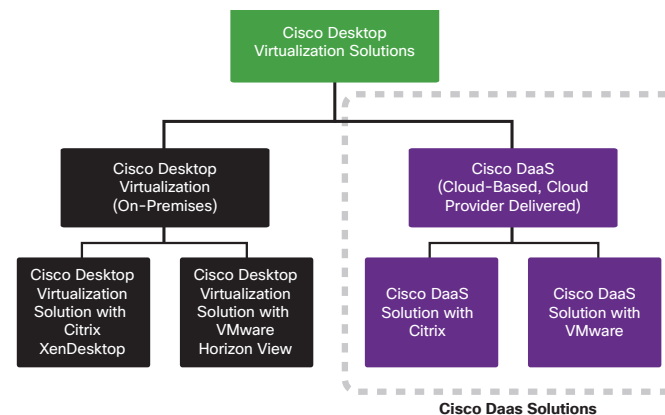 Cisco Desktop
Virtualization Solutions
Cisco Desktop
Virtualization
(On-Premises)
Cisco DaaS
(Cloud-Based, Cloud
Provider Delivered)
Cisco Desktop
Virtualization
Solution with
Citrix
XenDesktop
Cisco Desktop
Virtualization
Solution with
VMware
Horizon View
Cisco DaaS
Solution with
Citrix
Cisco DaaS
Solution with
VMware
Cisco Daas Solutions